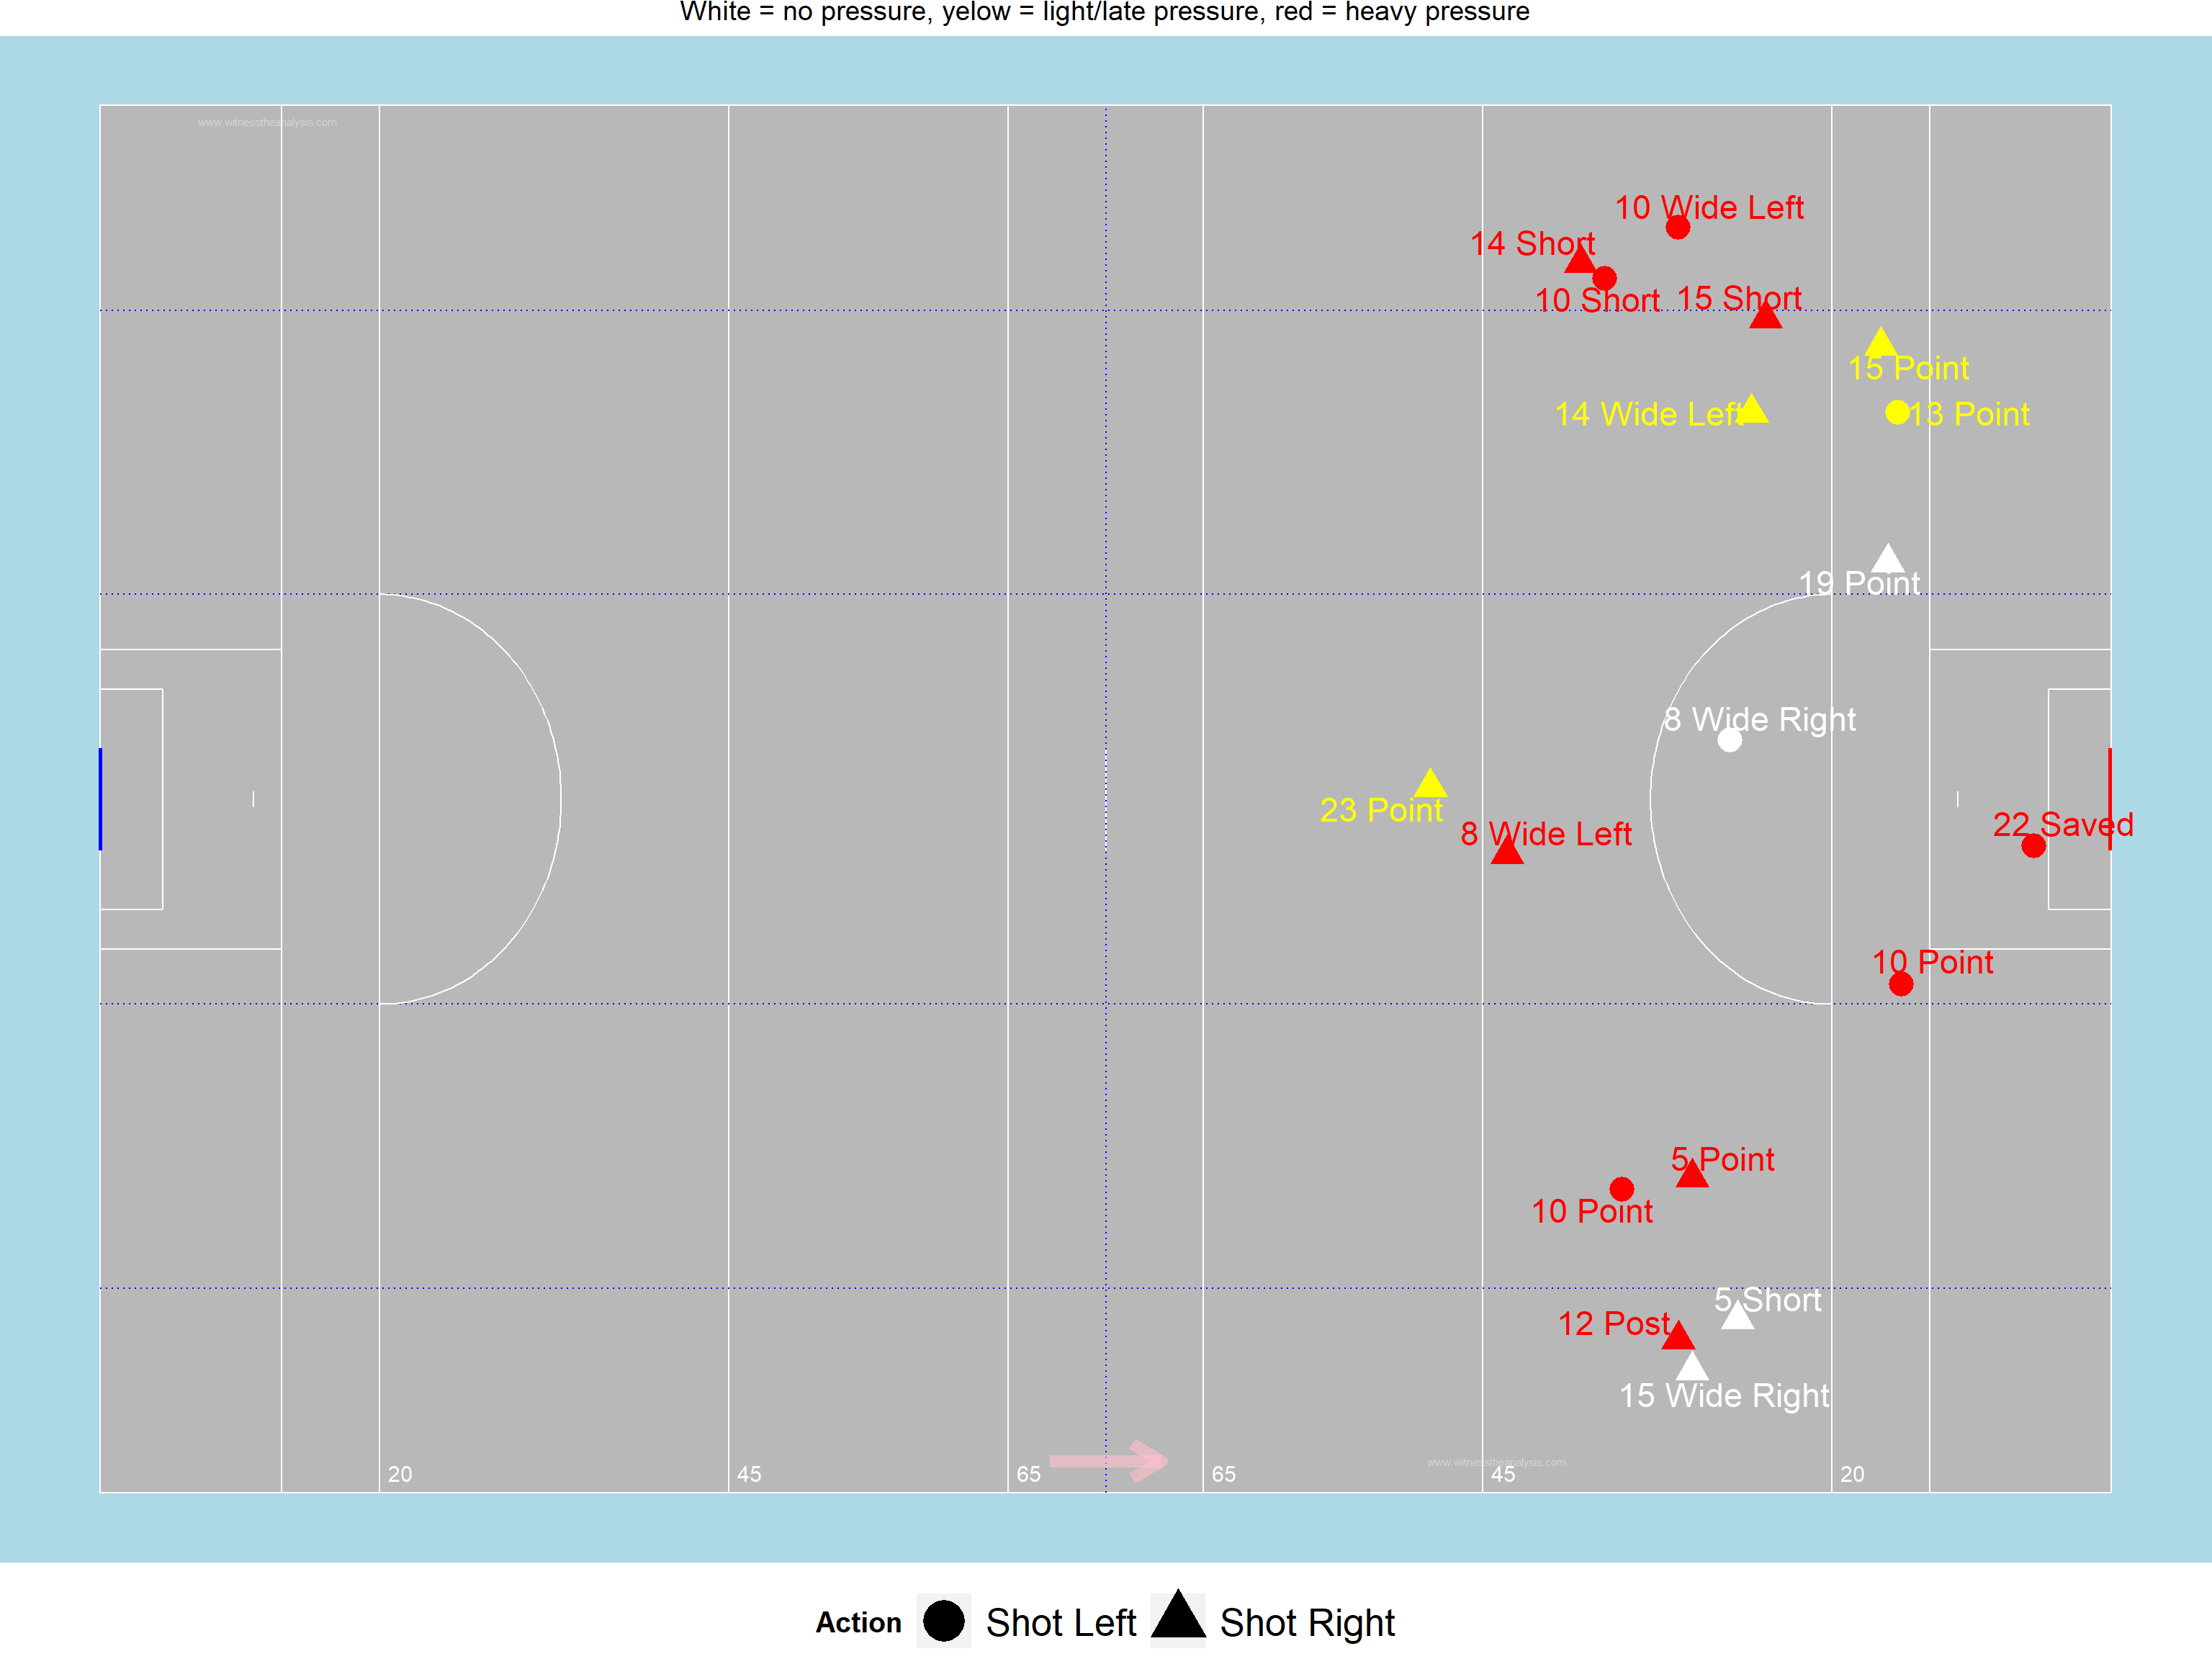 White = no pressure, yelow = light/late pressure, red = heavy pressure
www.witnesstheanalysis.com
10 Wide Left
14 Short
10 Short
15 Short
15 Point
14 Wide Left
13 Point
19 Point
8 Wide Right
23 Point
8 Wide Left
22 Saved
10 Point
5 Point
10 Point
5 Short
12 Post
15 Wide Right
www.witnesstheanalysis.com
20
45
65
65
45
20
Action
Shot Left
Shot Right